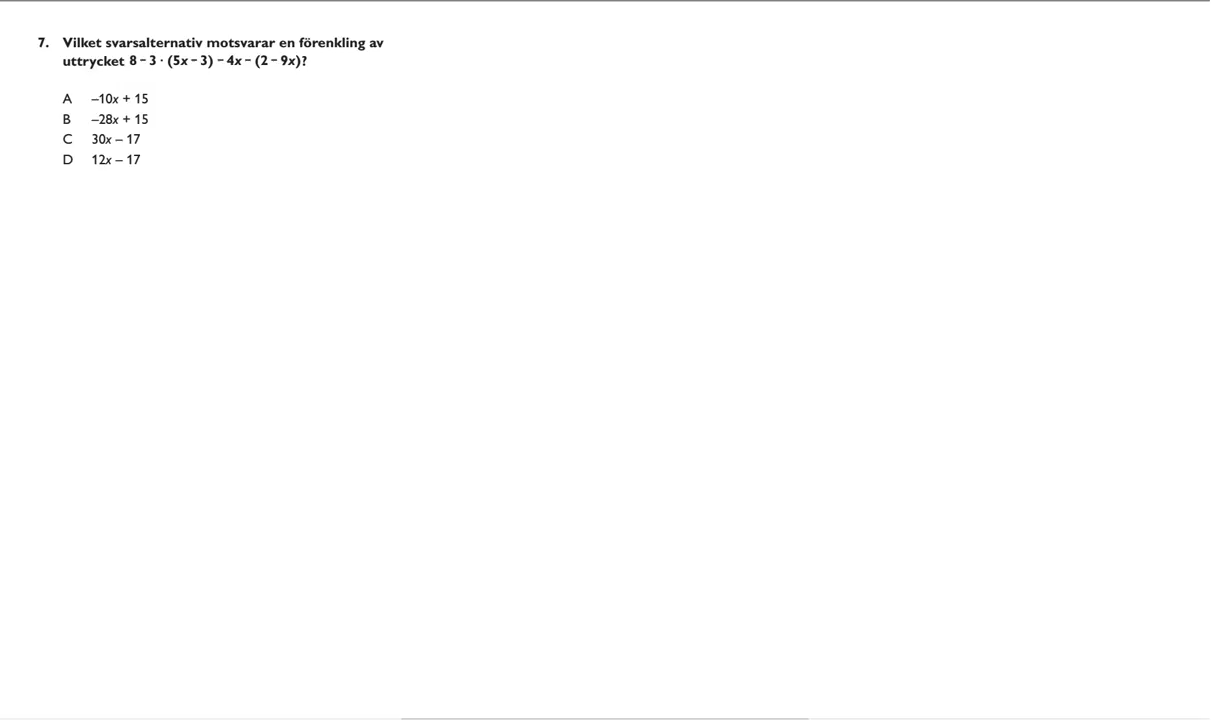 7. Vilket svarsalternativ motsvarar en förenkling av
uttrycket 8 – 3 · (5x – 3) – 4x – (2 – 9x)?
A –10x + 15
B –28x + 15
C 30x – 17
D 12x – 17